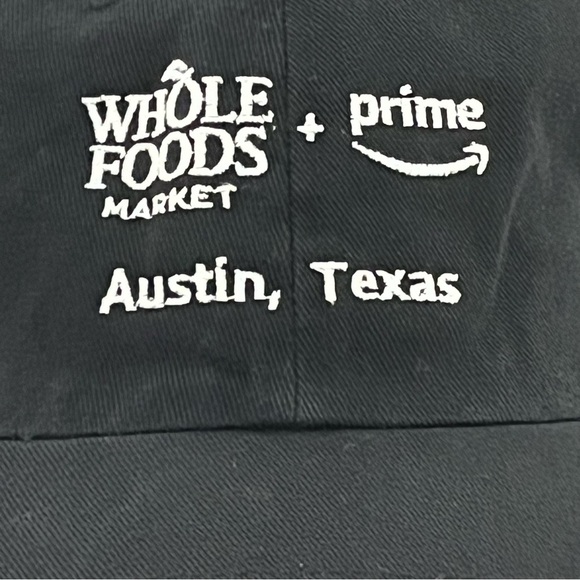 WHOLE FOODS MARKET + prime
Austin, Texas